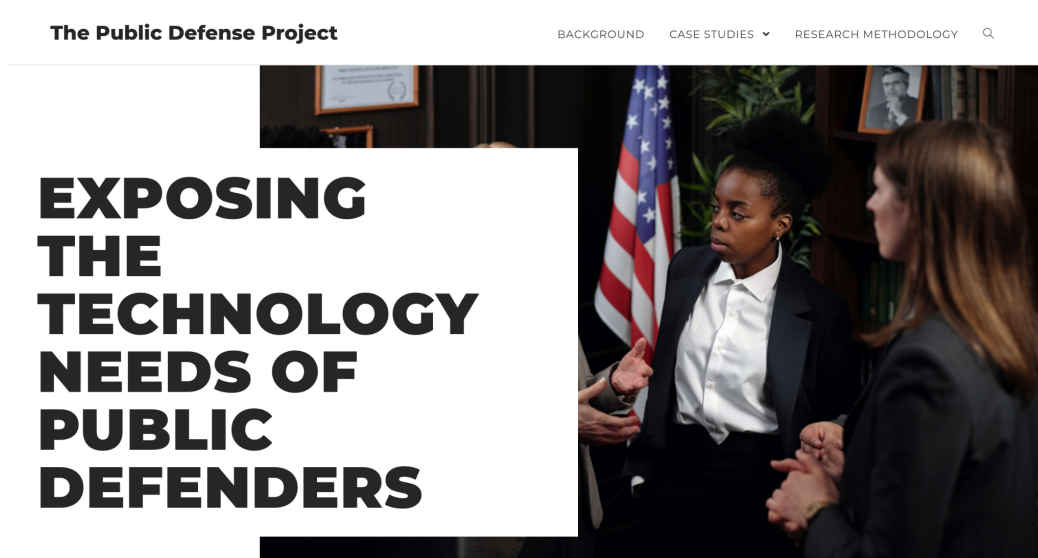 The Public Defense Project
BACKGROUND
CASE STUDIES
RESEARCH METHODOLOGY
EXPOSING
THE
TECHNOLOGY
NEEDS OF
PUBLIC
DEFENDERS